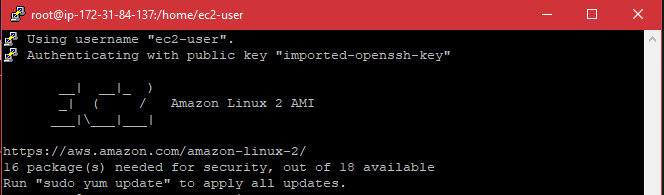 root@ip-172-31-84-137:/home/ec2-user
Using username "ec2-user".
Authenticating with public key "imported-openssh-key"
__|  __|_  )
_|  (     /   Amazon Linux 2 AMI
___|\___|___|
https://aws.amazon.com/amazon-linux-2/
16 package(s) needed for security, out of 18 available
Run "sudo yum update" to apply all updates.